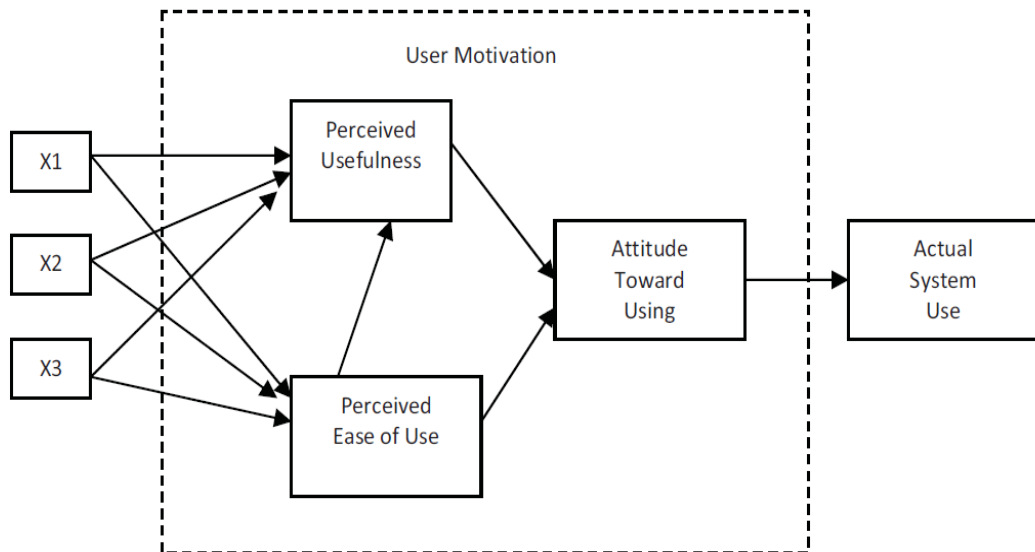 User Motivation
X1
X2
X3
Perceived
Usefulness
Perceived
Ease of Use
Attitude
Toward
Using
Actual
System
Use